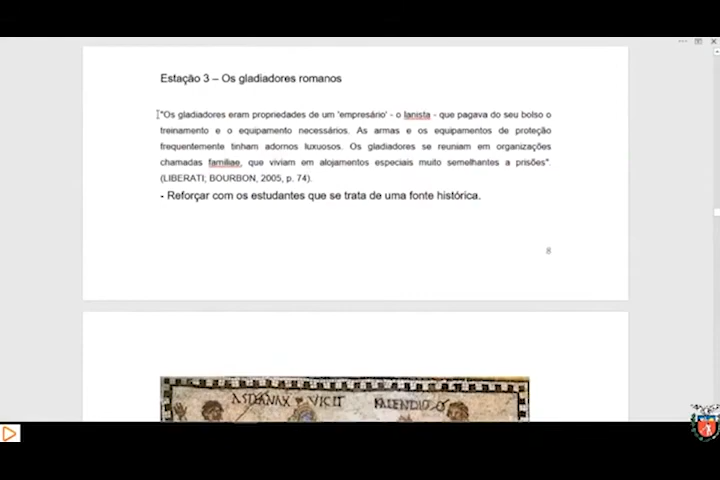 Estação 3 – Os gladiadores romanos
"Os gladiadores eram propriedades de um 'empresário' - o lanista - que pagava do seu bolso o
treinamento e o equipamento necessários. As armas e os equipamentos de proteção
frequentemente tinham adornos luxuosos. Os gladiadores se reuniam em organizações
chamadas familiae, que viviam em alojamentos especiais muito semelhantes a prisões".
(LIBERATI; BOURBON, 2005, p. 74).
- Reforçar com os estudantes que se trata de uma fonte histórica.
8
ASTIANAX VICIT KALENDIO